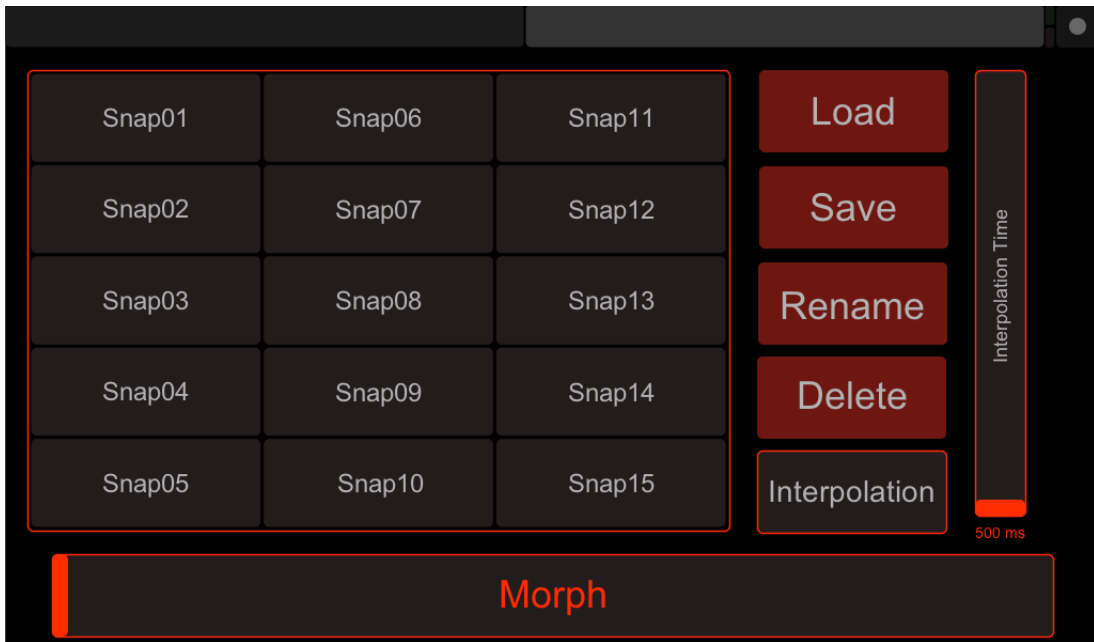 Snap01 Snap06 Snap11 Load
Snap02 Snap07 Snap12 Save
Snap03 Snap08 Snap13 Rename
Snap04 Snap09 Snap14 Delete
Snap05 Snap10 Snap15 Interpolation
Interpolation Time
500 ms
Morph